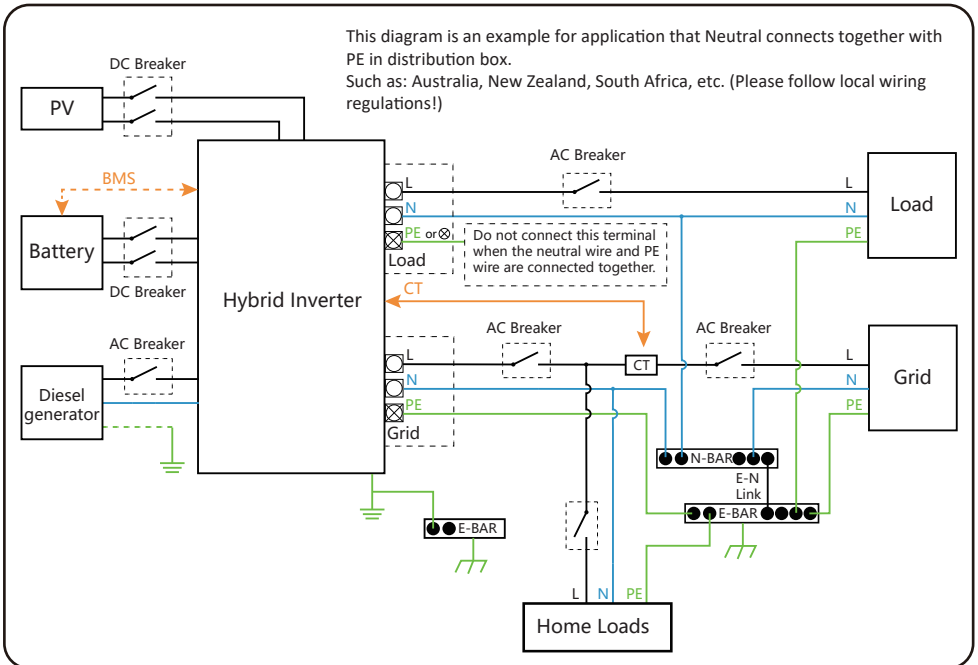 This diagram is an example for application that Neutral connects together with
PE in distribution box.
Such as: Australia, New Zealand, South Africa, etc. (Please follow local wiring
regulations!)
DC Breaker
PV
BMS
Battery
DC Breaker
AC Breaker
Diesel
generator
Hybrid Inverter
L
N
PE or⊗
Load
Do not connect this terminal
when the neutral wire and PE
wire are connected together.
AC Breaker
L
N
PE
Load
CT
AC Breaker
CT
AC Breaker
L
N
PE
Grid
L
N
PE
Grid
N-BAR
E-N
Link
E-BAR
E-BAR
L
N
PE
Home Loads